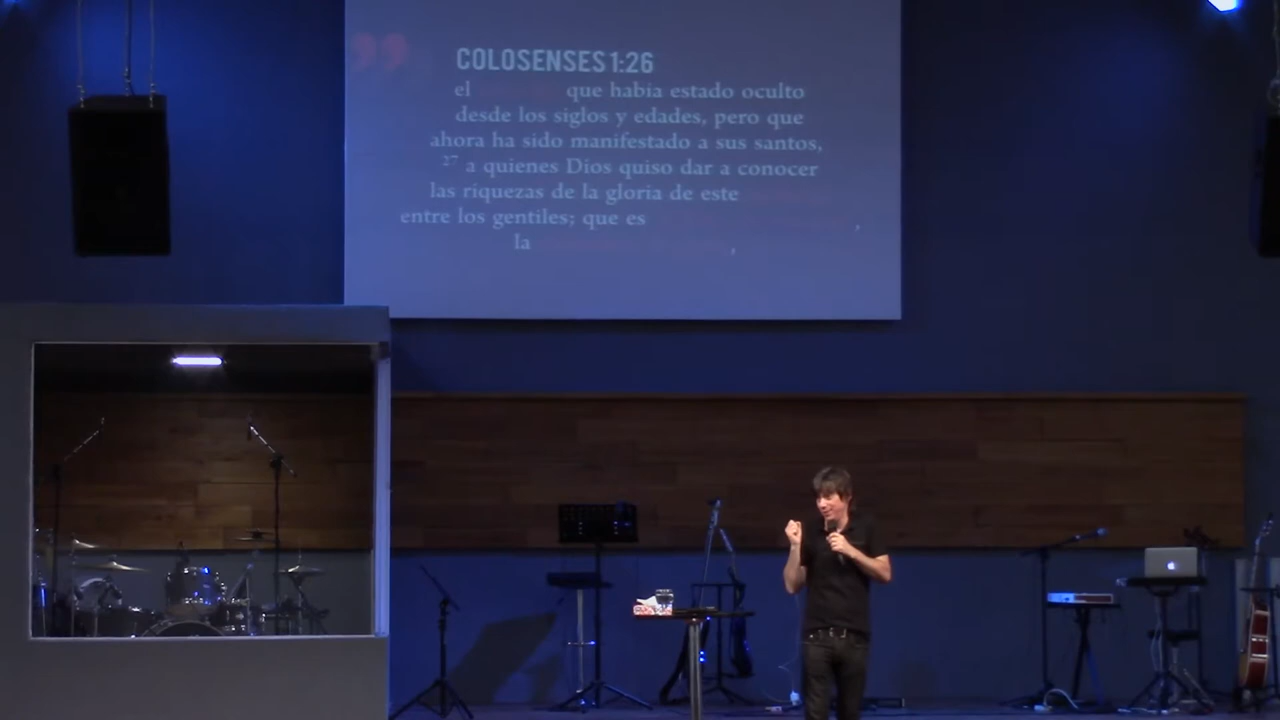 COLOSENSES 1:26
el que había estado oculto
desde los siglos y edades, pero que
ahora ha sido manifestado a sus santos,
27 a quienes Dios quiso dar a conocer
las riquezas de la gloria de este
entre los gentiles; que es ,
la ,